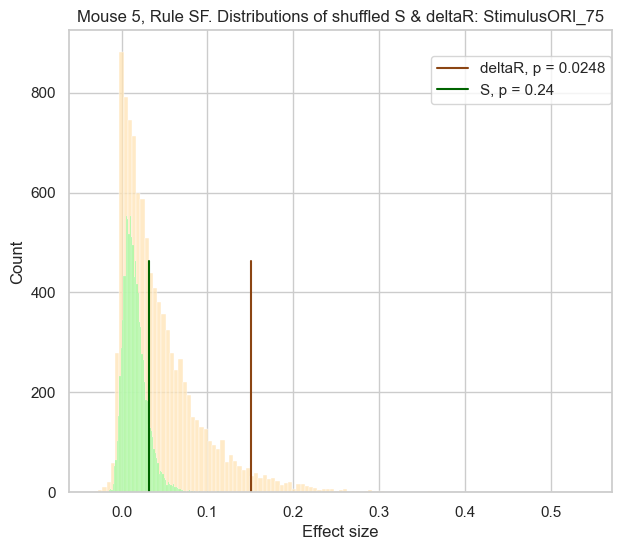 Mouse 5, Rule SF. Distributions of shuffled S & deltaR: StimulusORI_75
deltaR, p = 0.0248
S, p = 0.24
Count
800
600
400
200
0
0.0 0.1 0.2 0.3 0.4 0.5
Effect size